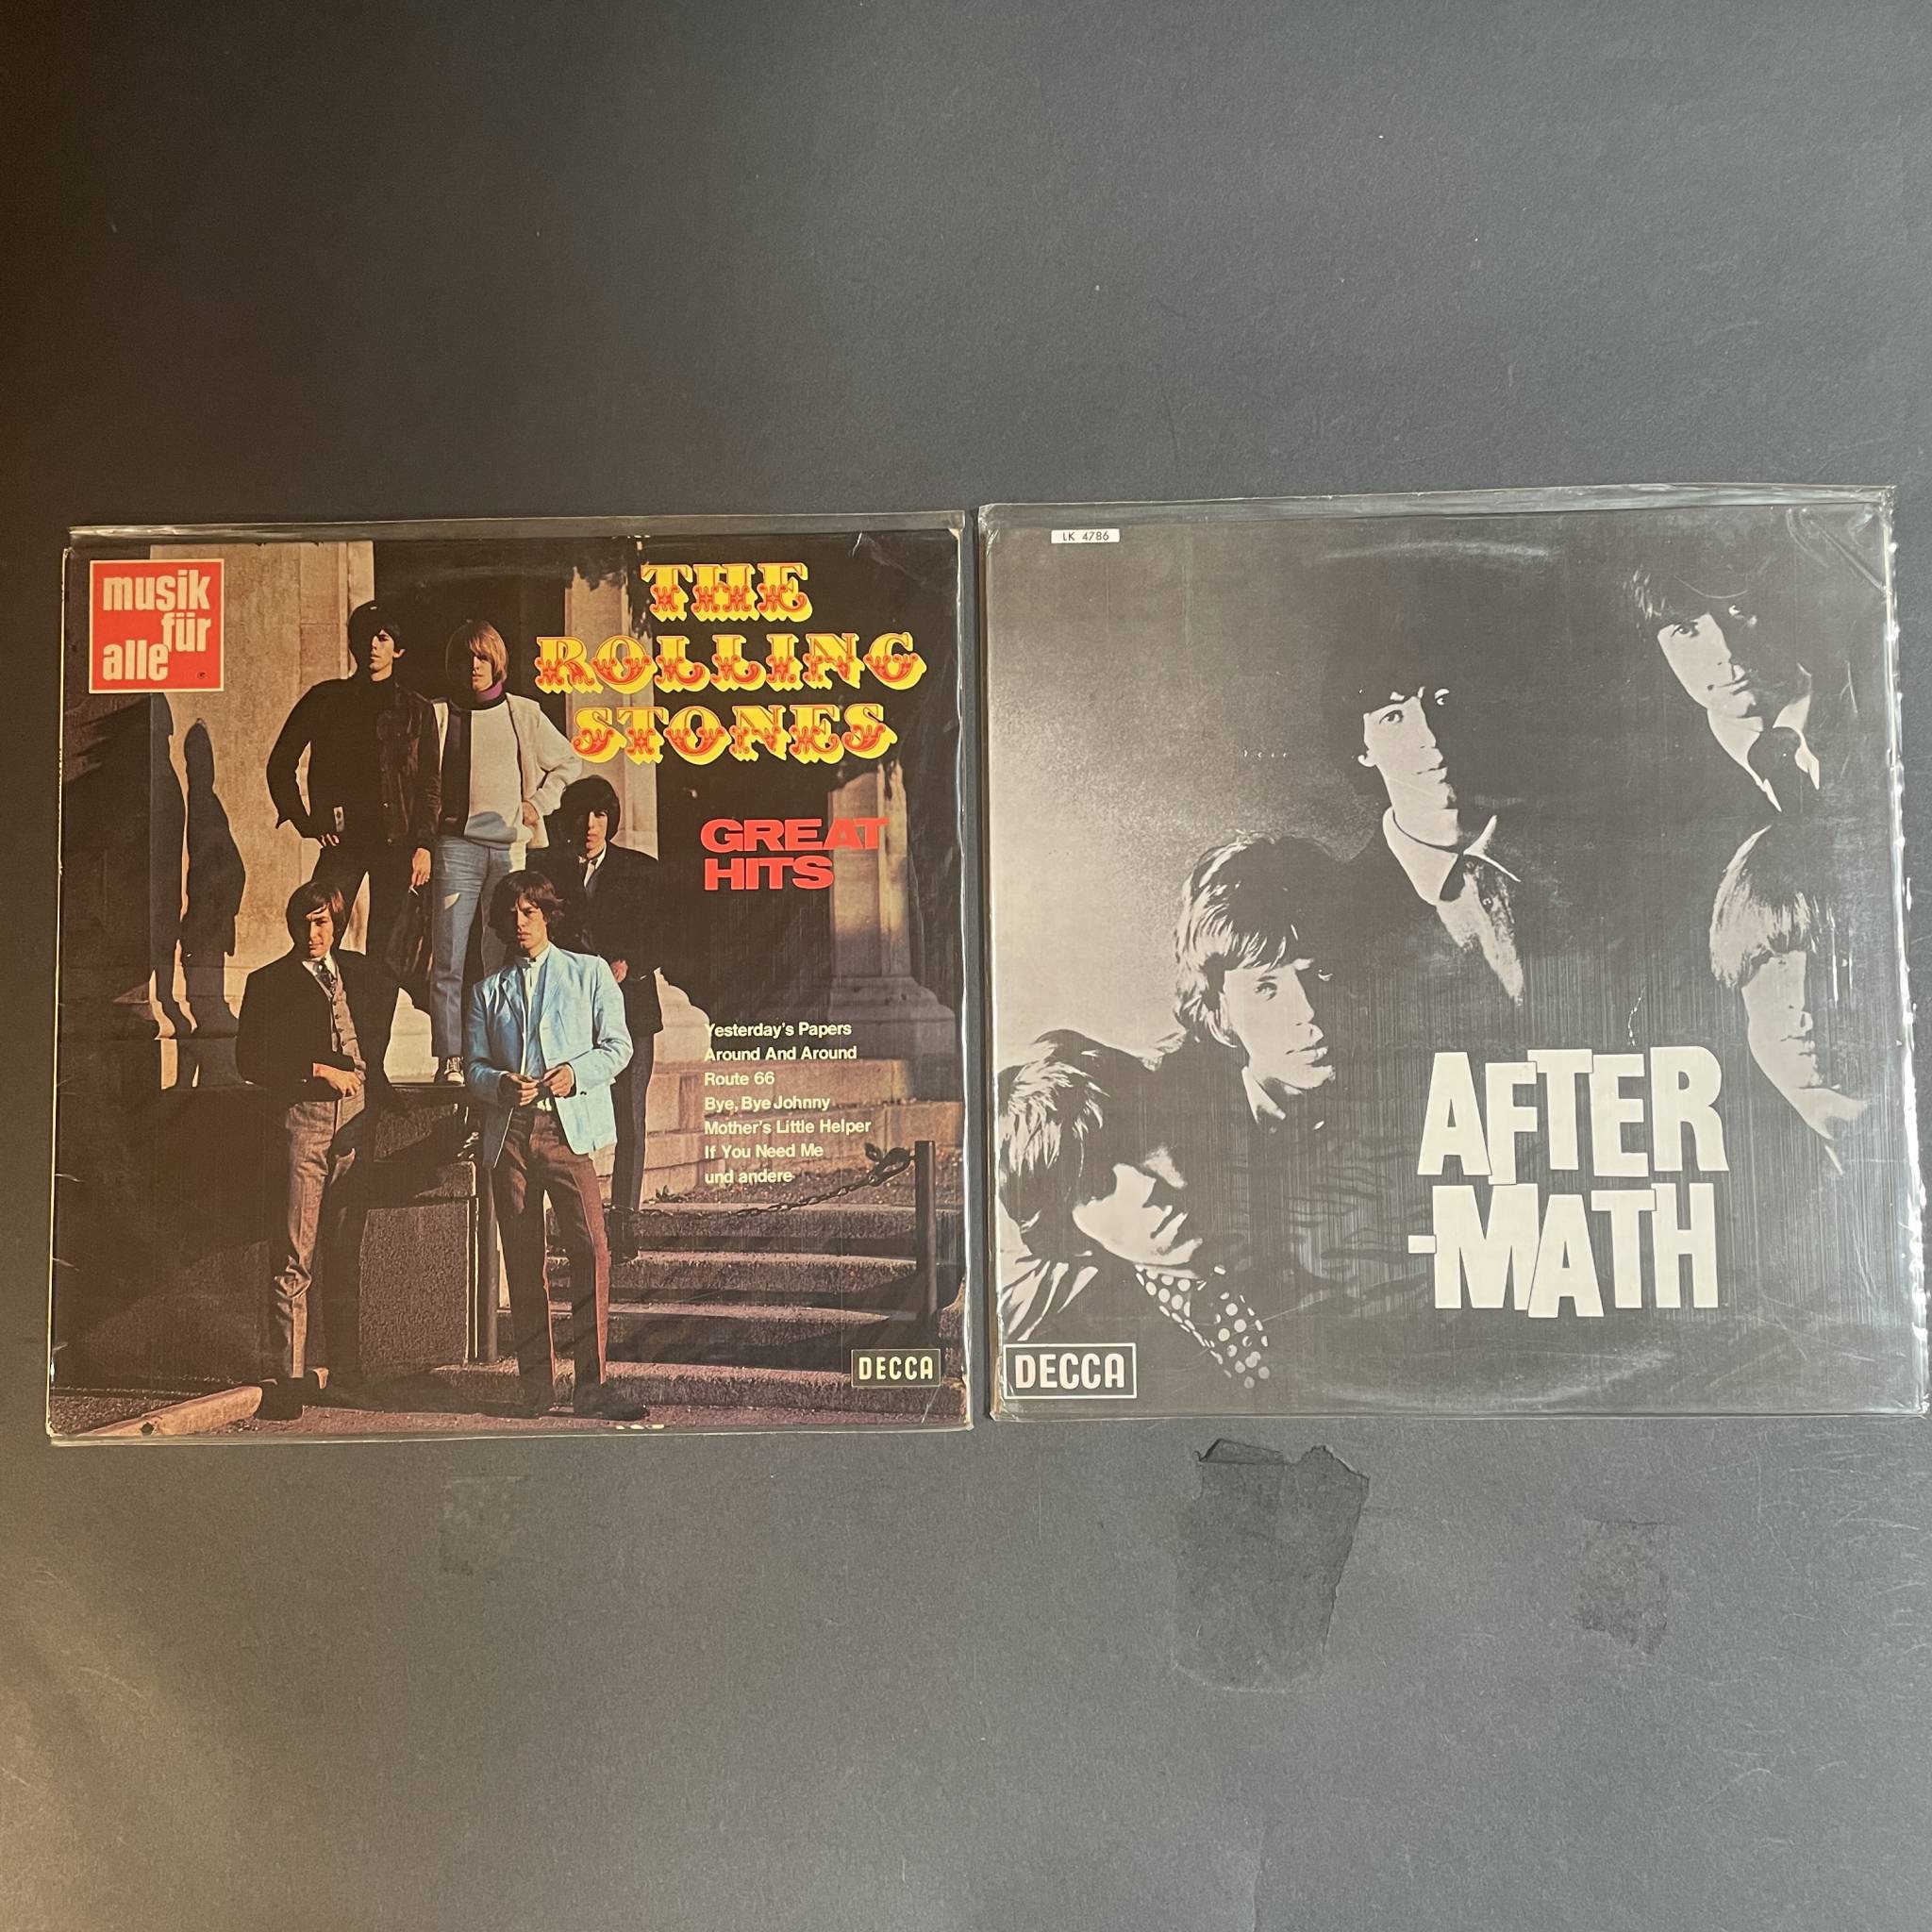 musik
für
alle
THE
ROLLING
STONES
GREAT
HITS
Yesterday's Papers
Around And Around
Route 66
Bye, Bye Johnny
Mother's Little Helper
If You Need Me
und andere
DECCA
LK 4786
AFTER
-MATH
DECCA